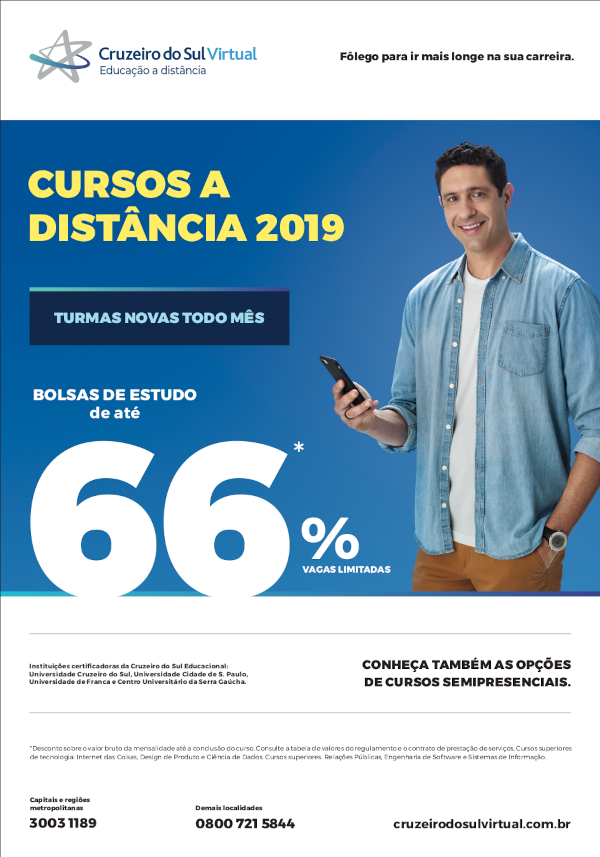 Cruzeiro do Sul Virtual
Educação a distância
Fôlego para ir mais longe na sua carreira.
CURSOS A
DISTÂNCIA 2019
TURMAS NOVAS TODO MÊS
BOLSAS DE ESTUDO
de até
66*%
VAGAS LIMITADAS
Instituições certificadoras da Cruzeiro do Sul Educacional:
Universidade Cruzeiro do Sul, Universidade Cidade de S. Paulo,
Universidade de Franca e Centro Universitário da Serra Gaúcha.
CONHEÇA TAMBÉM AS OPÇÕES
DE CURSOS SEMIPRESENCIAIS.
*Desconto sobre o valor bruto da mensalidade até a conclusão do curso. Consulte a tabela de valores do regulamento e o contrato de prestação de serviços. Cursos superiores
de tecnologia: Internet das Coisas, Design de Produto e Ciência de Dados. Cursos superiores: Relações Públicas, Engenharia de Software e Sistemas de Informação.
Capitais e regiões
metropolitanas
3003 1189
Demais localidades
0800 721 5844
cruzeirodosulvirtual.com.br